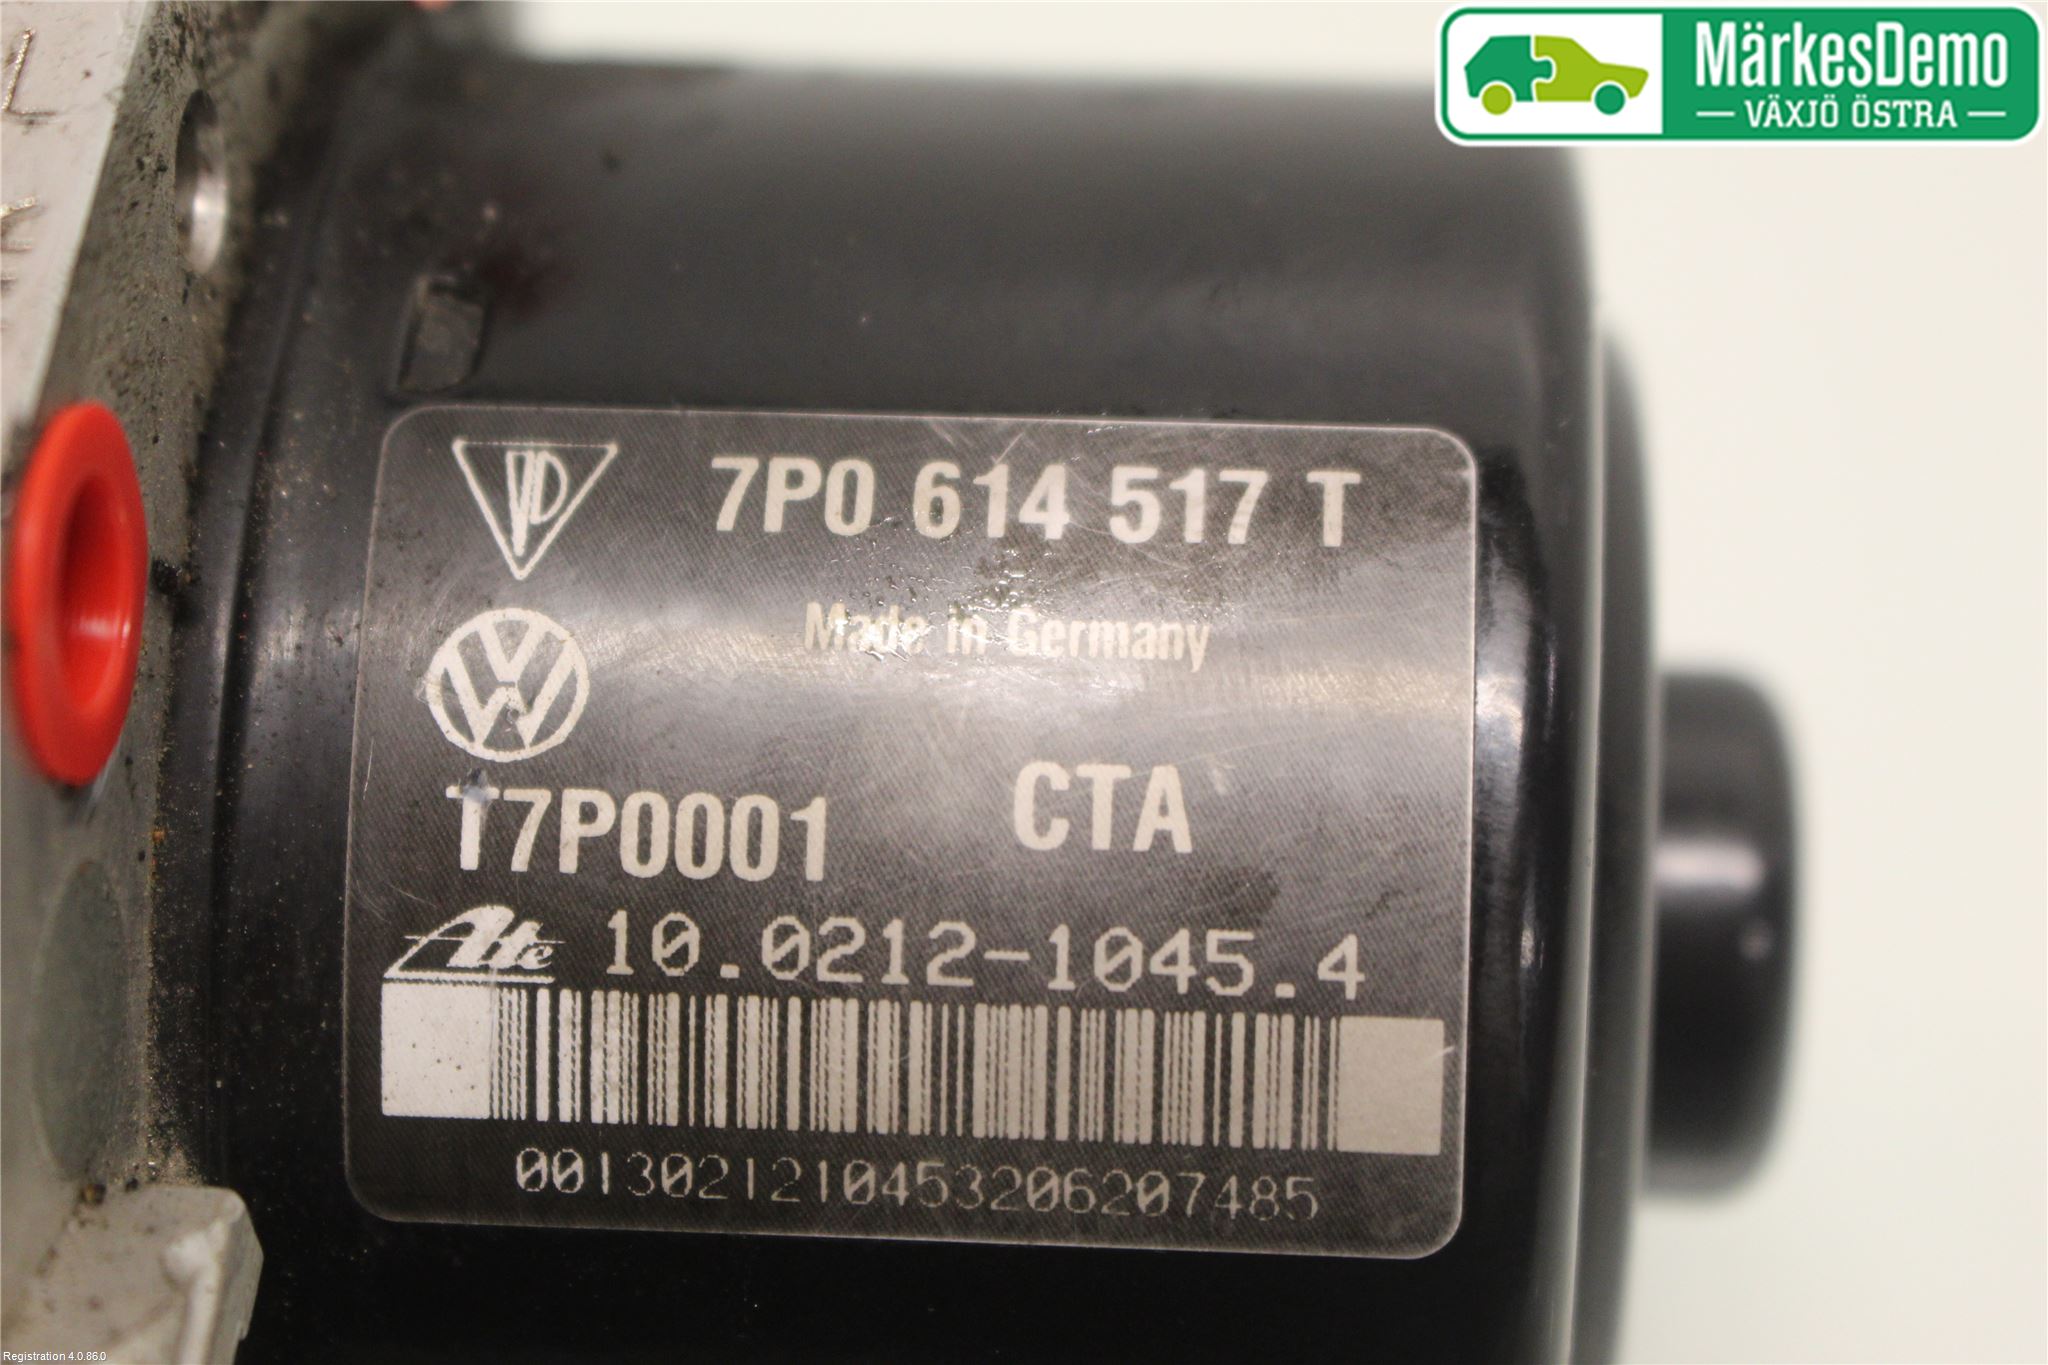 MärkesDemo
VÄXJÖ ÖSTRA
7P0 614 517 T
Made in Germany
T7P0001 CTA
Ate 10.0212-1045.4
0013021210453206207485
Registration 4.0.86.0